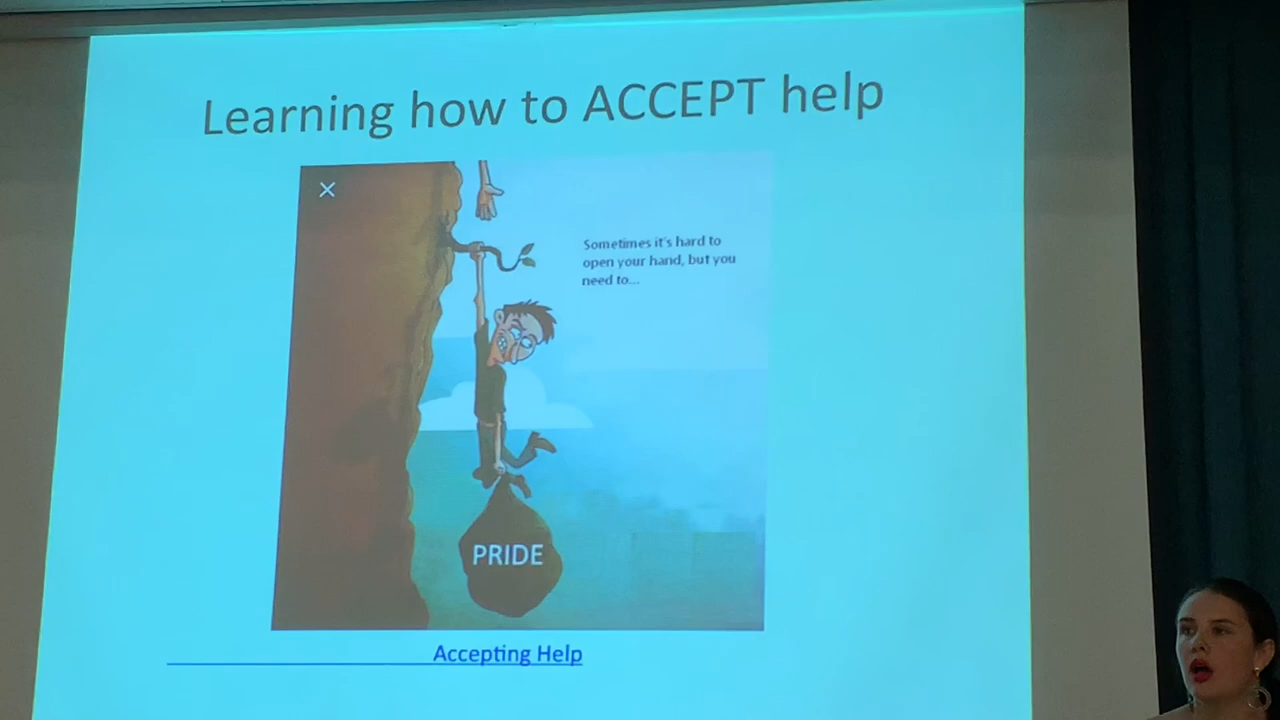 Learning how to ACCEPT help
Sometimes it's hard to
open your hand, but you
need to...
PRIDE
Accepting Help